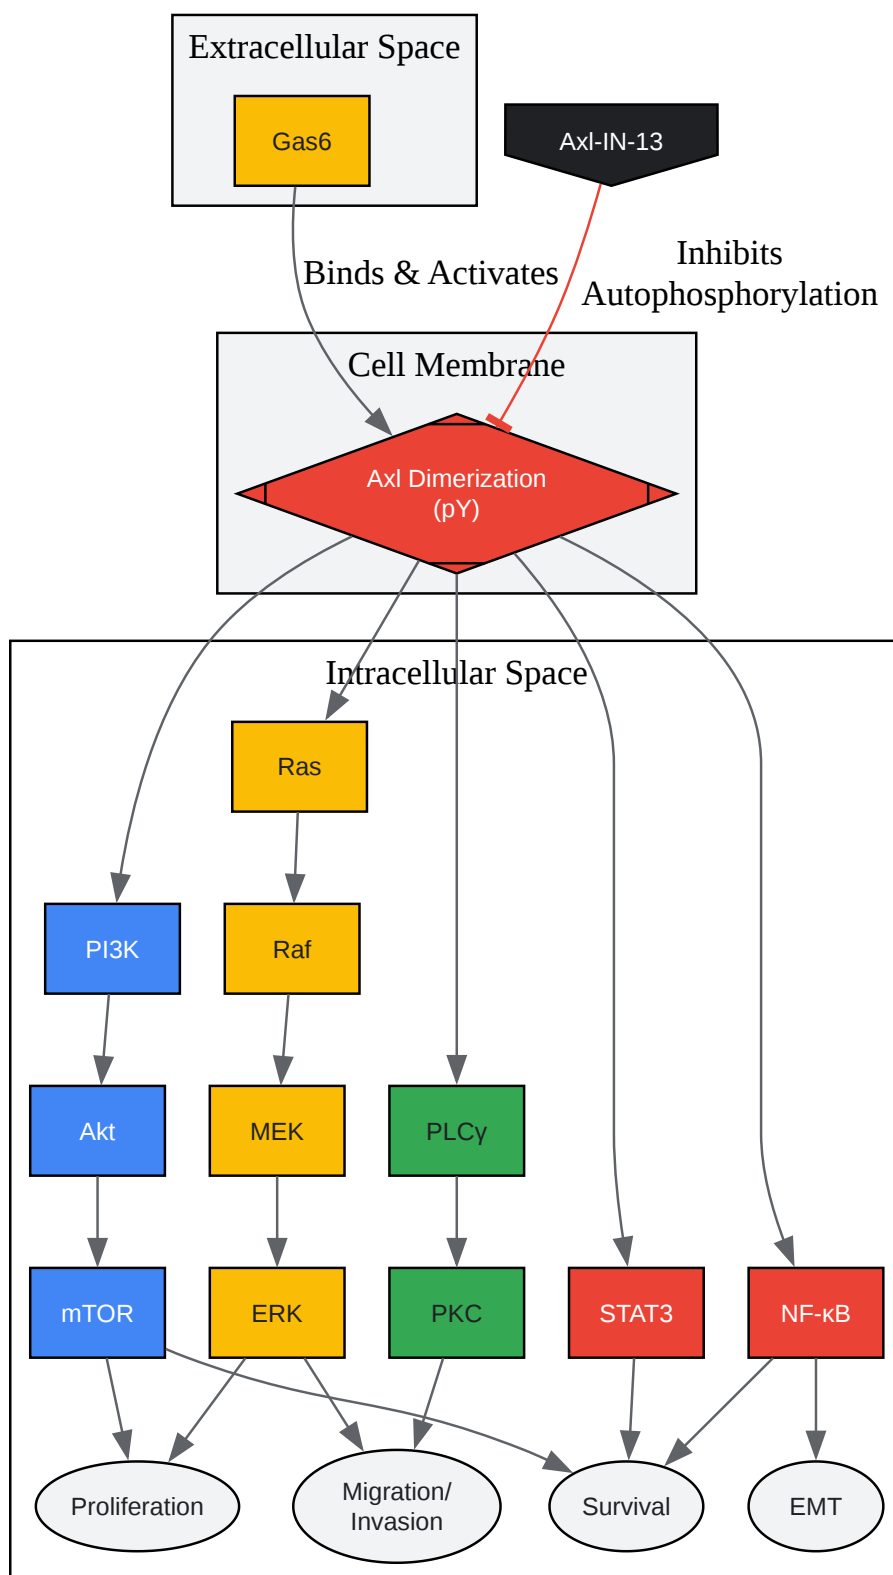 Extracellular Space
Gas6
Axl-IN-13
Binds & Activates
Inhibits
Autophosphorylation
Cell Membrane
Axl Dimerization
(pY)
Intracellular Space
Ras
PI3K
Raf
Akt
MEK
PLCγ
mTOR
ERK
PKC
STAT3
NF-κB
Proliferation
Migration/
Invasion
Survival
EMT